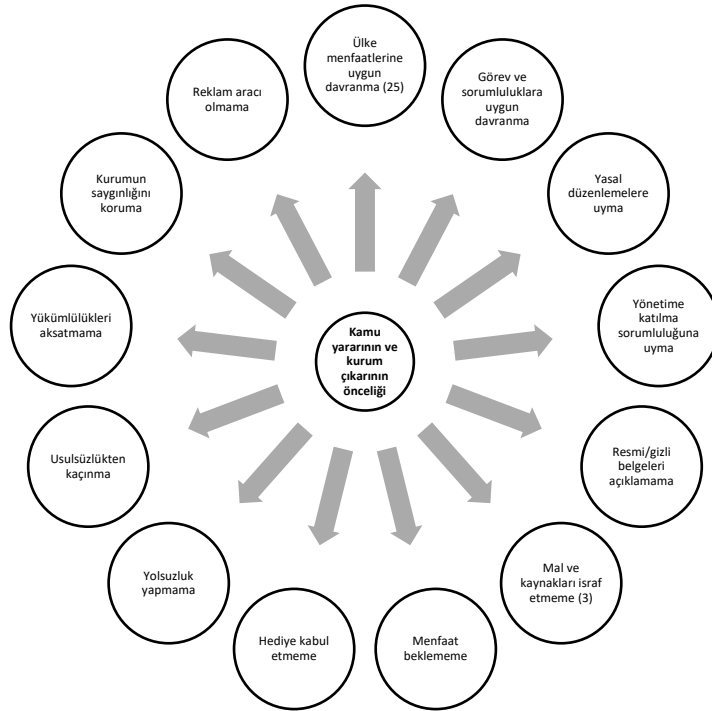 Ülke
menfaatlerine
uygun
davranma (25)
Görev ve
sorumluluklara
uygun
davranma
Yasal
düzenlemelere
uyma
Yönetime
katılma
sorumluluğuna
uyma
Resmi/gizli
belgeleri
açıklamama
Mal ve
kaynakları israf
etmeme (3)
Menfaat
beklememe
Hediye kabul
etmeme
Yolsuzluk
yapmama
Usulsüzlükten
kaçınma
Yükümlülükleri
aksatmama
Kurumun
saygınlığını
koruma
Reklam aracı
olmama
Kamu
yararının ve
kurum
çıkarının
önceliği